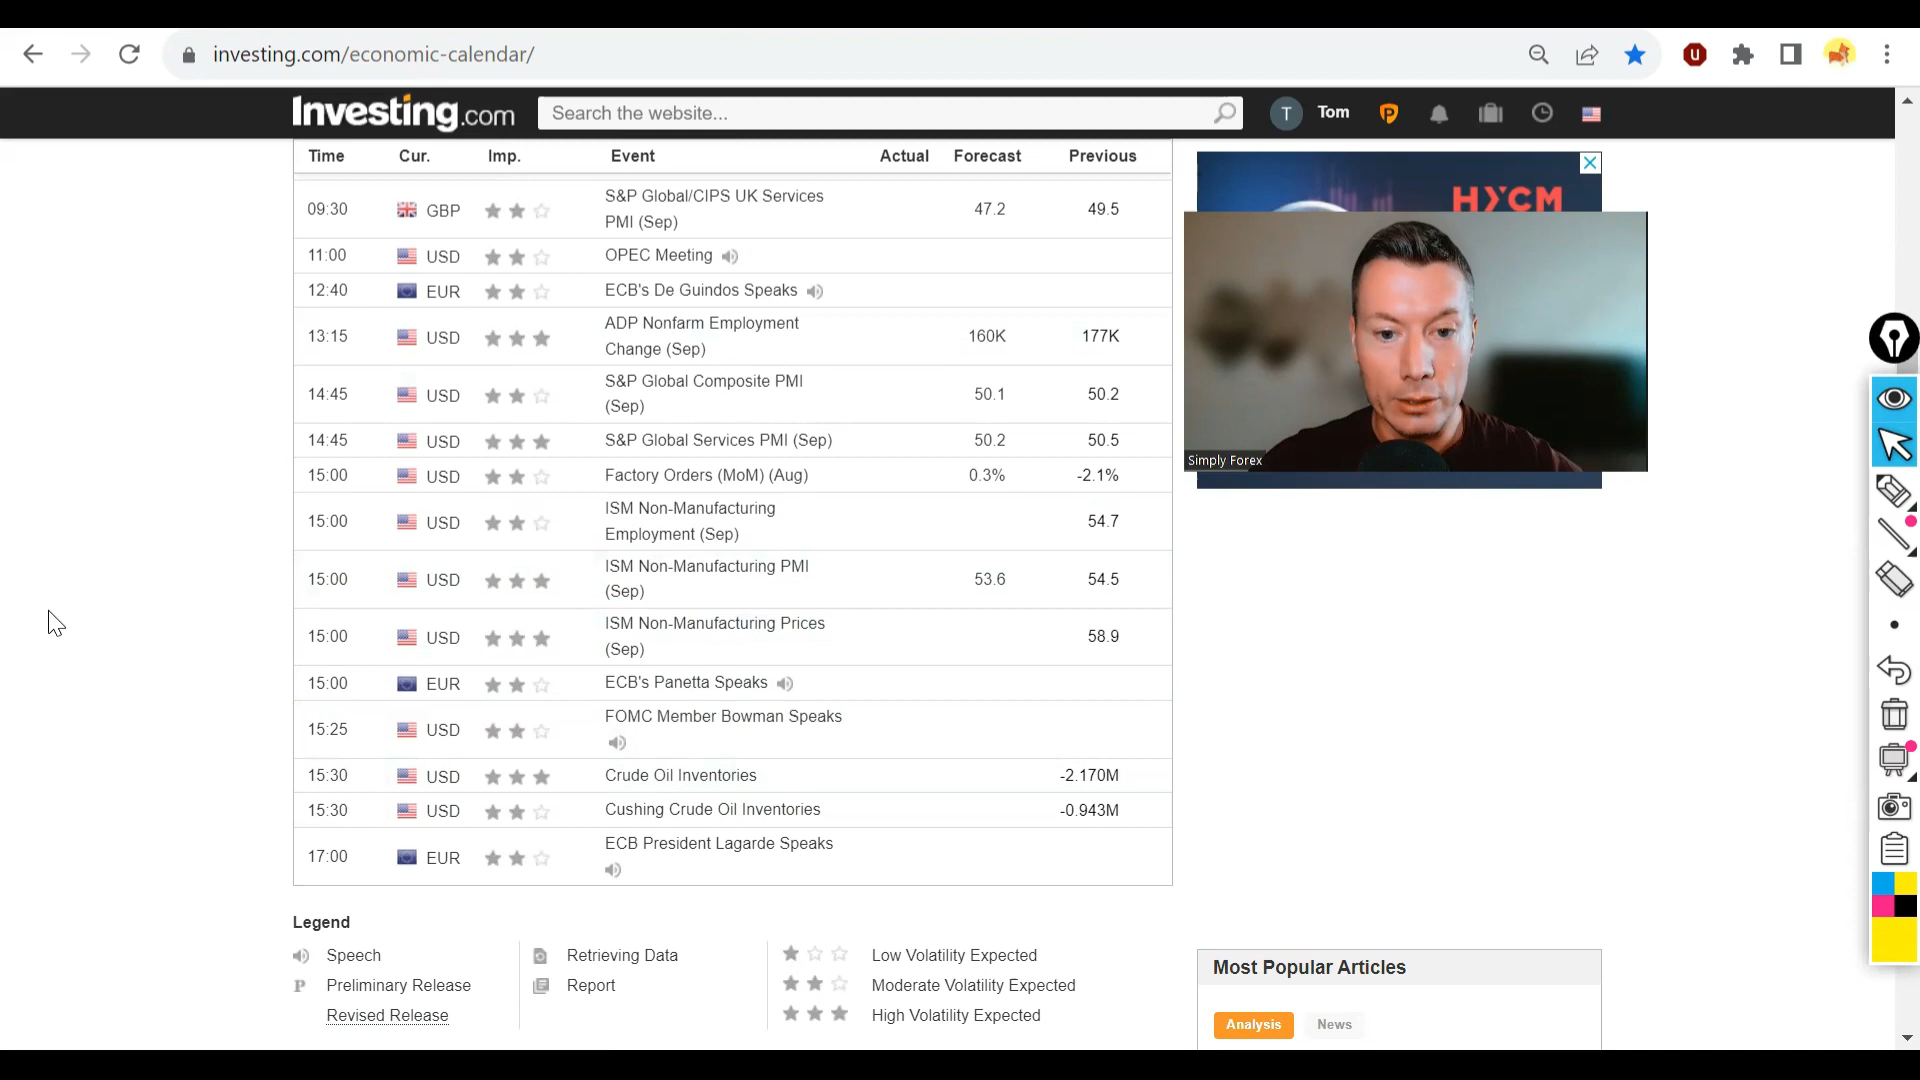 investing.com/economic-calendar/
Investing.com
Search the website...
T
Tom
Time Cur. Imp. Event Actual Forecast Previous
09:30 GBP S&P Global/CIPS UK Services
PMI (Sep) 47.2 49.5
11:00 USD OPEC Meeting
12:40 EUR ECB's De Guindos Speaks
13:15 USD ADP Nonfarm Employment
Change (Sep) 160K 177K
14:45 USD S&P Global Composite PMI
(Sep) 50.1 50.2
14:45 USD S&P Global Services PMI (Sep) 50.2 50.5
15:00 USD Factory Orders (MoM) (Aug) 0.3% -2.1%
15:00 USD ISM Non-Manufacturing
Employment (Sep) 54.7
15:00 USD ISM Non-Manufacturing PMI
(Sep) 53.6 54.5
15:00 USD ISM Non-Manufacturing Prices
(Sep) 58.9
15:00 EUR ECB's Panetta Speaks
15:25 USD FOMC Member Bowman Speaks
15:30 USD Crude Oil Inventories -2.170M
15:30 USD Cushing Crude Oil Inventories -0.943M
17:00 EUR ECB President Lagarde Speaks
HYCM
Simply Forex
Legend
Speech
Preliminary Release
Revised Release
Retrieving Data
Report
Low Volatility Expected
Moderate Volatility Expected
High Volatility Expected
Most Popular Articles
Analysis News